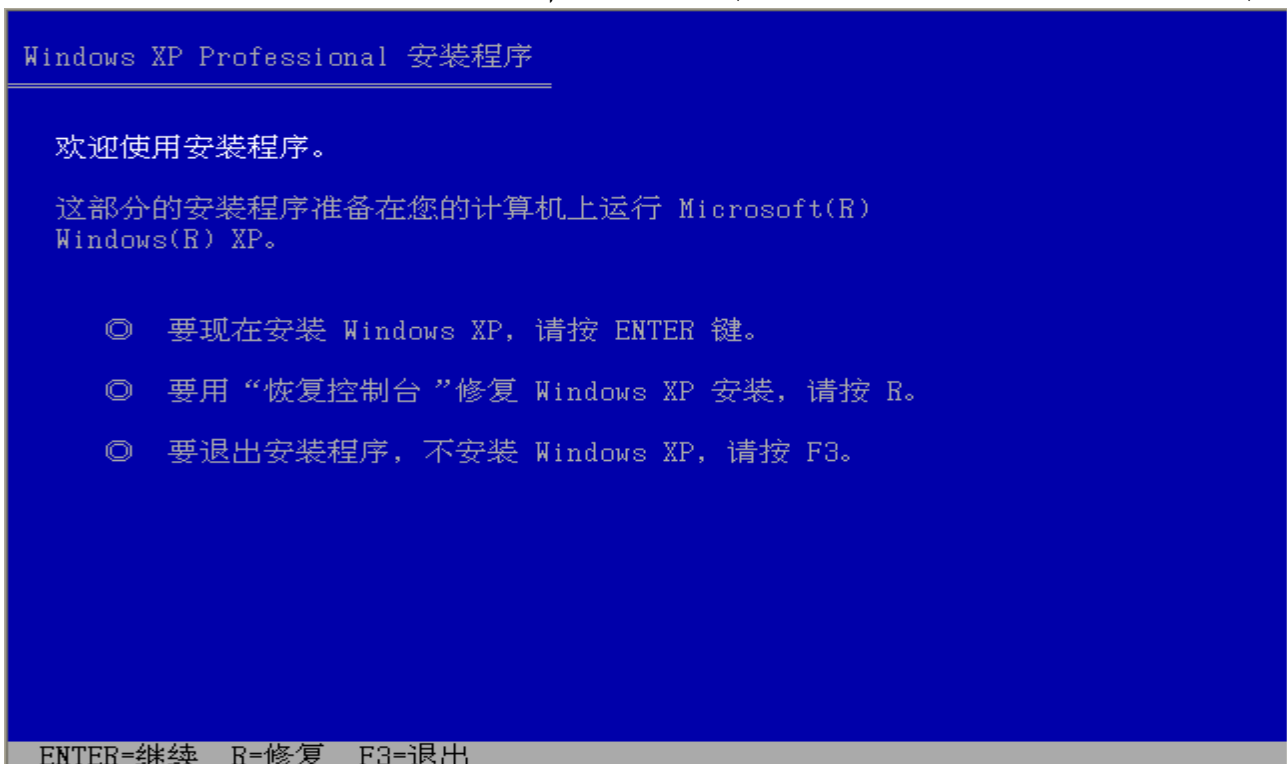 Windows XP Professional 安装程序
欢迎使用安装程序。
这部分的安装程序准备在您的计算机上运行 Microsoft(R)
Windows(R) XP。
◎ 要现在安装 Windows XP，请按 ENTER 键。
◎ 要用“恢复控制台”修复 Windows XP 安装，请按 R。
◎ 要退出安装程序，不安装 Windows XP，请按 F3。
ENTER=继续 R=修复 F3=退出